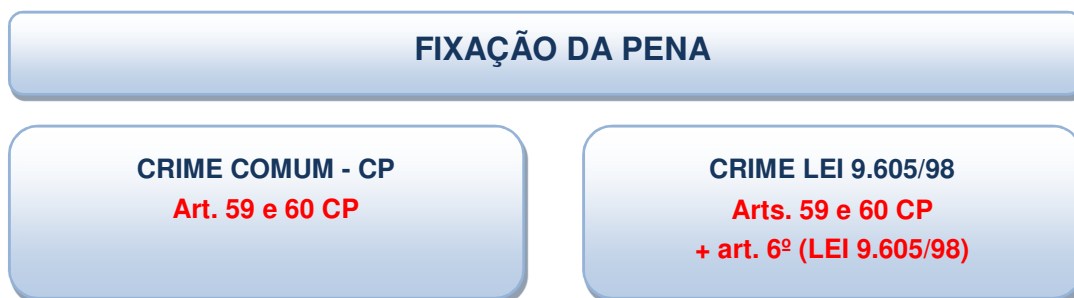 FIXAÇÃO DA PENA
CRIME COMUM - CP
Art. 59 e 60 CP
CRIME LEI 9.605/98
Arts. 59 e 60 CP
+ art. 6º (LEI 9.605/98)